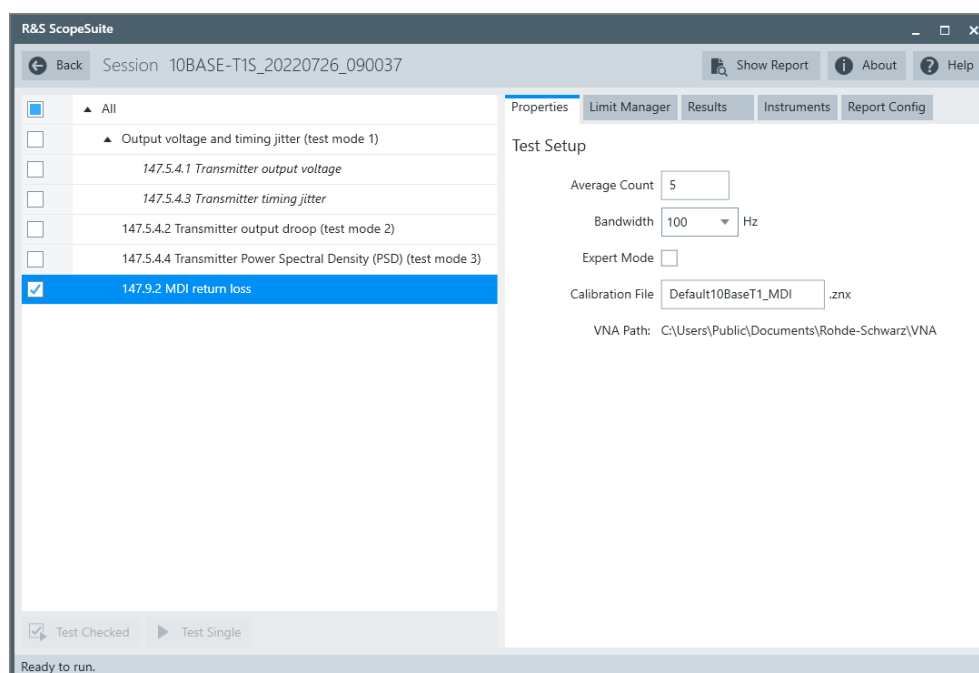 R&S ScopeSuite
Back Session 10BASE-T1S_20220726_090037 Show Report About Help
All
Output voltage and timing jitter (test mode 1)
147.5.4.1 Transmitter output voltage
147.5.4.3 Transmitter timing jitter
147.5.4.2 Transmitter output droop (test mode 2)
147.5.4.4 Transmitter Power Spectral Density (PSD) (test mode 3)
147.9.2 MDI return loss
Properties Limit Manager Results Instruments Report Config
Test Setup
Average Count 5
Bandwidth 100 Hz
Expert Mode
Calibration File Default10BaseT1_MDI .znx
VNA Path: C:\Users\Public\Documents\Rohde-Schwarz\VNA
Test Checked Test Single
Ready to run.